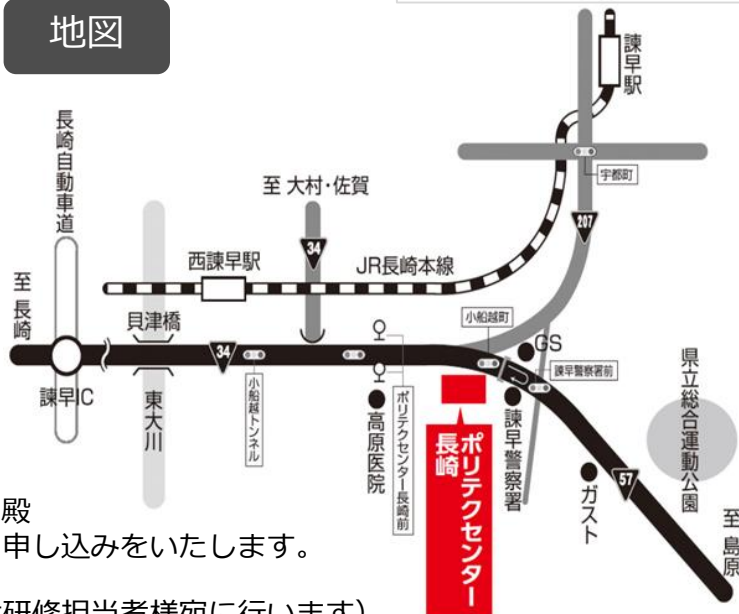 地図
諫早駅
長崎自動車道
宇都町
至 大村・佐賀
207
34
西諫早駅
JR長崎本線
至 長崎
貝津橋
小船越町
GS
34
諫早警察署前
諫早IC
東大川
小船越トンネル
高原医院
ポリテクセンター長崎前
ポリテクセンター
長崎
諫早警察署
ガスト
57
県立総合運動公園
至 島原
殿
申し込みをいたします。
研修担当者様宛に行います）